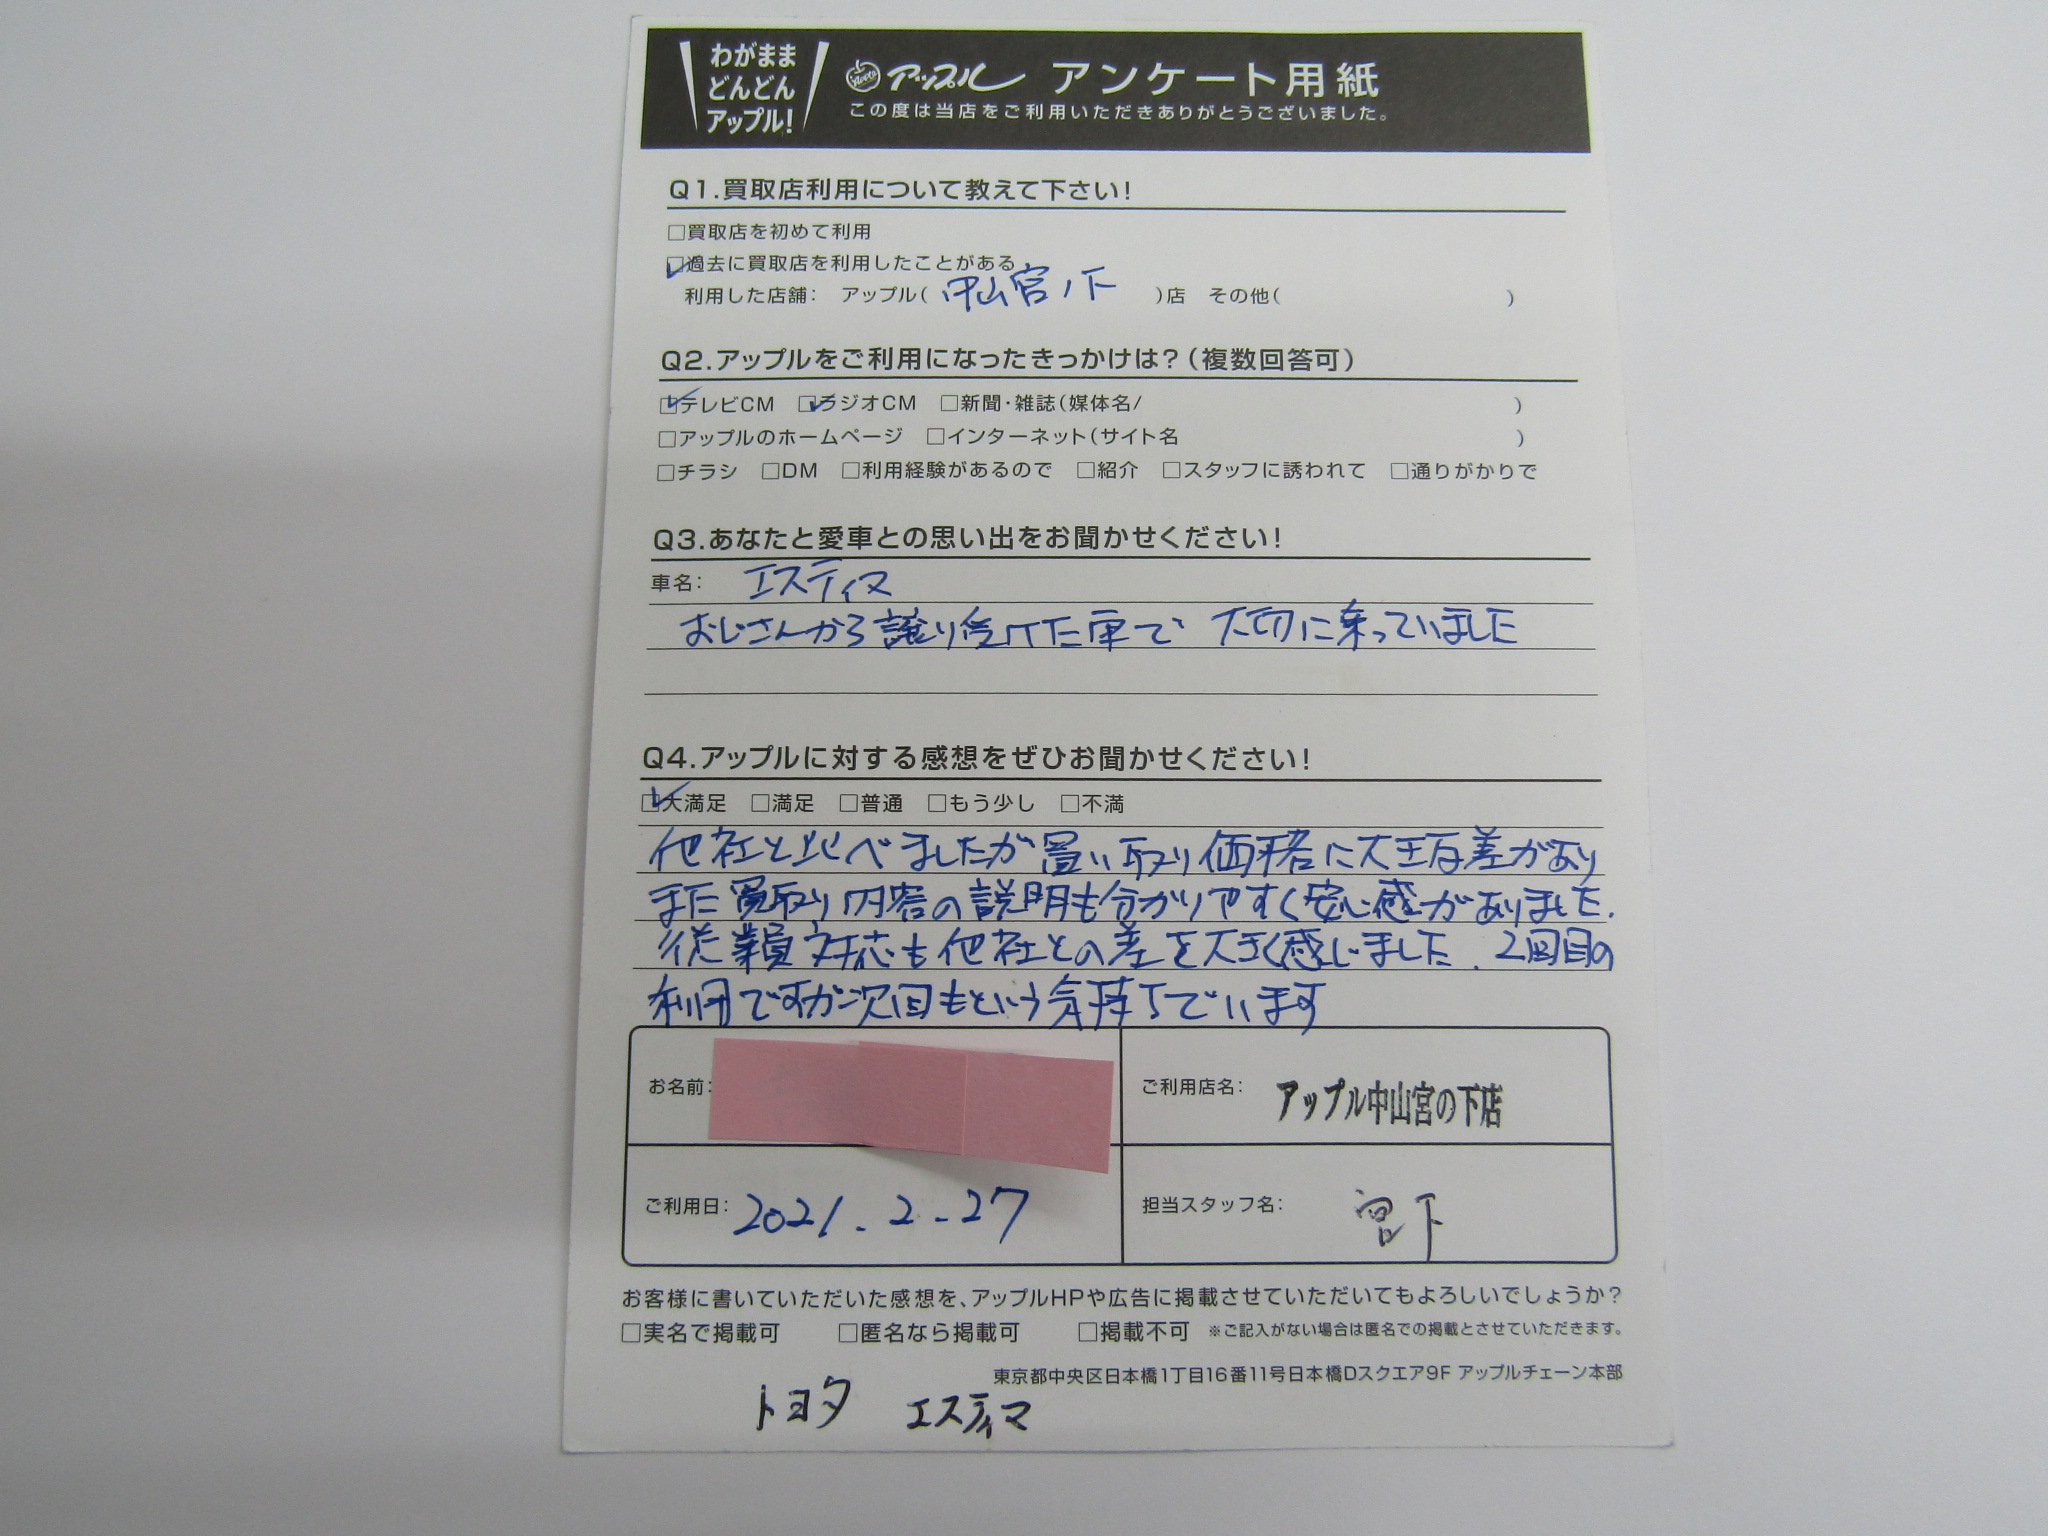 わがまま
どんどん
アップル!
アップル アンケート用紙
この度は当店をご利用いただきありがとうございました。
Q1.買取店利用について教えて下さい!
□買取店を初めて利用
☑過去に買取店を利用したことがある
利用した店舗: アップル(中山宮ノ下)店 その他( )
Q2.アップルをご利用になったきっかけは?(複数回答可)
☑テレビCM ☑ラジオCM □新聞・雑誌(媒体名/ )
□アップルのホームページ □インターネット(サイト名 )
□チラシ □DM □利用経験があるので □紹介 □スタッフに誘われて □通りがかりで
Q3.あなたと愛車との思い出をお聞かせください!
車名: エスティマ
おじさんから譲り受けた車で 大切に乗っていました
Q4.アップルに対する感想をぜひお聞かせください!
☑大満足 □満足 □普通 □もう少し □不満
他社と比べましたが買い取り価格に大きな差があり
また買取り内容の説明も分かりやすく安心感がありました.
従業員対応も他社との差を大きく感じました. 2回目の
利用ですが次回もという気持ちでいます
お名前:
ご利用店名: アップル中山宮の下店
ご利用日: 2021.2.27
担当スタッフ名: 宮下
お客様に書いていただいた感想を、アップルHPや広告に掲載させていただいてもよろしいでしょうか?
□実名で掲載可 □匿名なら掲載可 □掲載不可 ※ご記入がない場合は匿名での掲載とさせていただきます。
東京都中央区日本橋1丁目16番11号日本橋Dスクエア9F アップルチェーン本部
トヨタ エスティマ